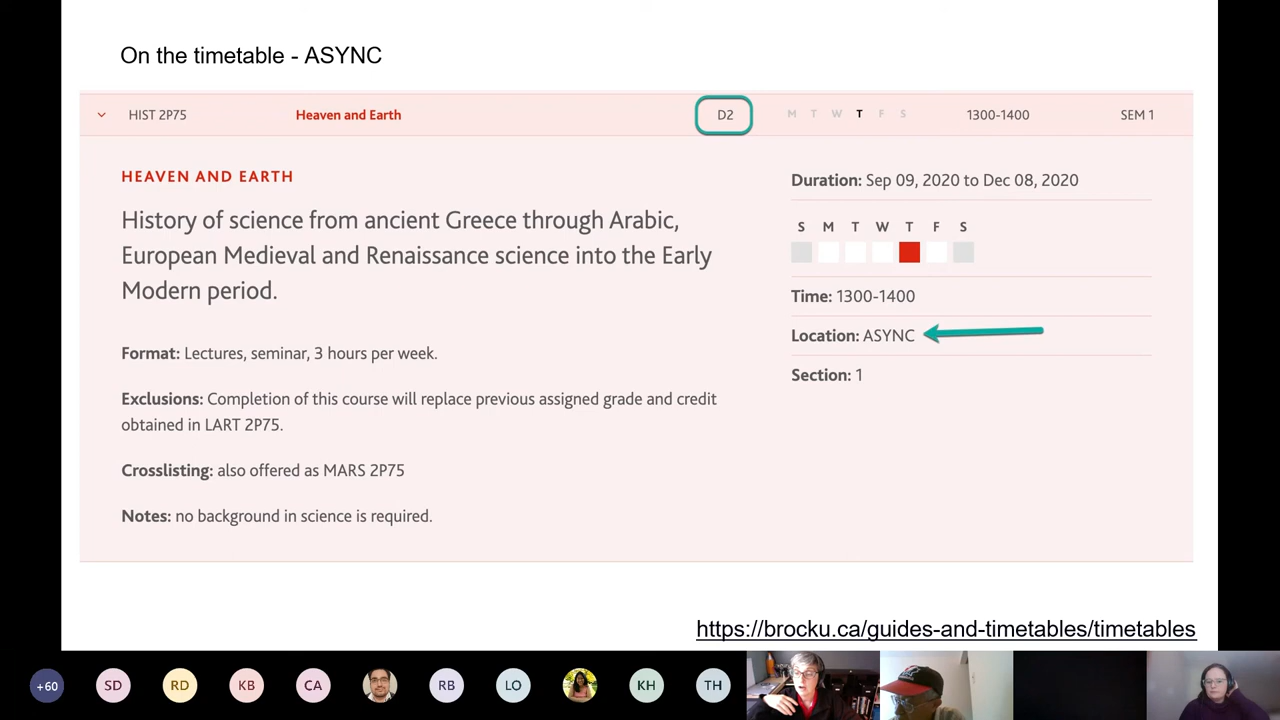 On the timetable - ASYNC
HIST 2P75 Heaven and Earth D2 M T W T F S 1300-1400 SEM 1
HEAVEN AND EARTH
History of science from ancient Greece through Arabic,
European Medieval and Renaissance science into the Early
Modern period.
Format: Lectures, seminar, 3 hours per week.
Exclusions: Completion of this course will replace previous assigned grade and credit
obtained in LART 2P75.
Crosslisting: also offered as MARS 2P75
Notes: no background in science is required.
Duration: Sep 09, 2020 to Dec 08, 2020
S M T W T F S
Time: 1300-1400
Location: ASYNC
Section: 1
https://brocku.ca/guides-and-timetables/timetables
+60 SD RD KB CA RB LO KH TH